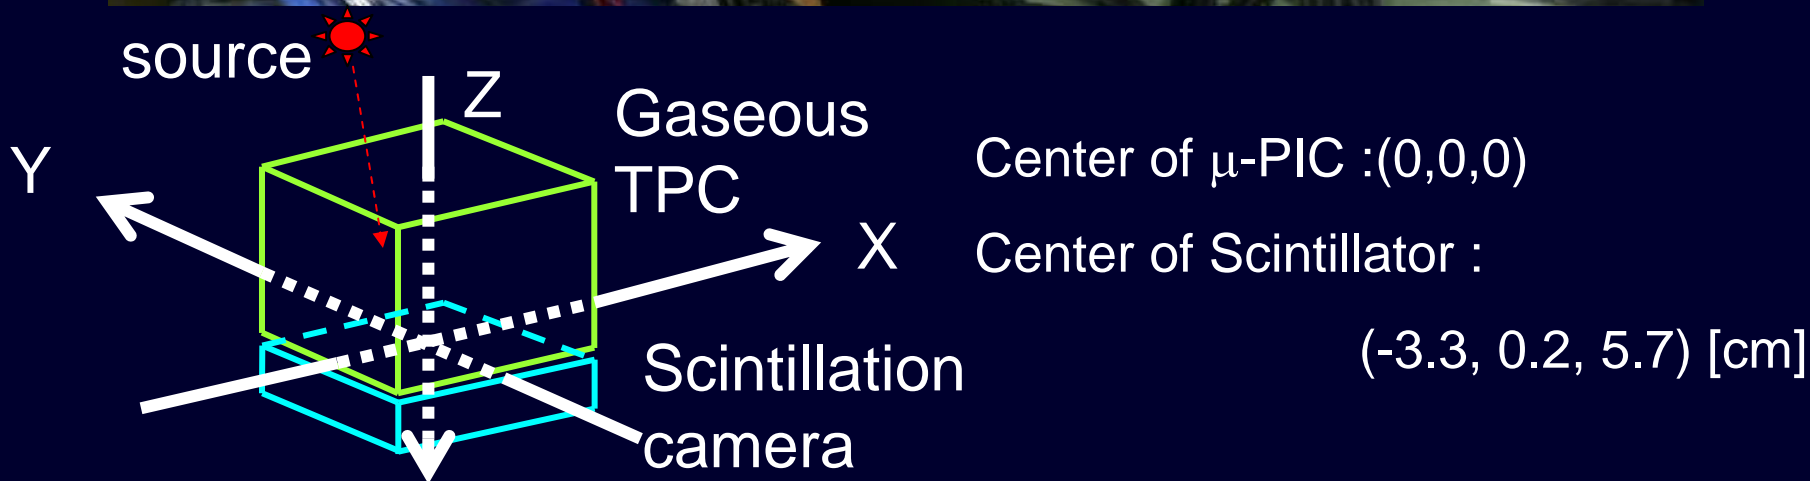 source
Z
Gaseous
TPC
Y
X
Scintillation
camera
Center of μ-PIC :(0,0,0)
Center of Scintillator :
(-3.3, 0.2, 5.7) [cm]